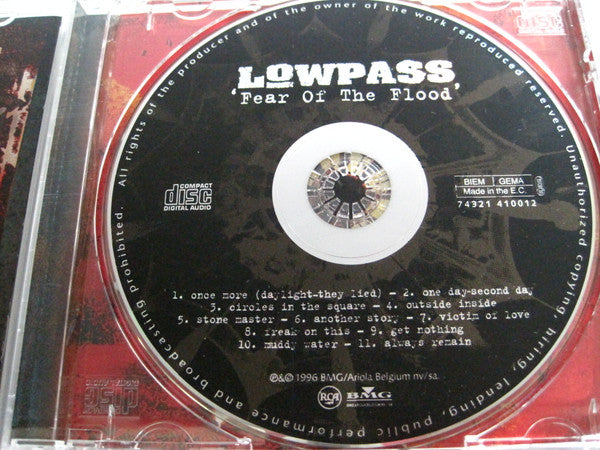 LOWPASS
'Fear Of The Flood'
COMPACT
disc
DIGITAL AUDIO
BIEM GEMA
Made in the E.C.
74321 410012
1. once more (daylight-they lied) - 2. one day-second day
3. circles in the square - 4. outside inside
5. stone master - 6. another story - 7. victim of love
8. freak on this - 9. get nothing
10. muddy water - 11. always remain
℗&© 1996 BMG/Ariola Belgium nv/sa
RCA BMG
All rights of the Producer and of the owner of the work reproduced reserved. Unauthorized copying, hiring, lending, public performance and broadcasting prohibited.